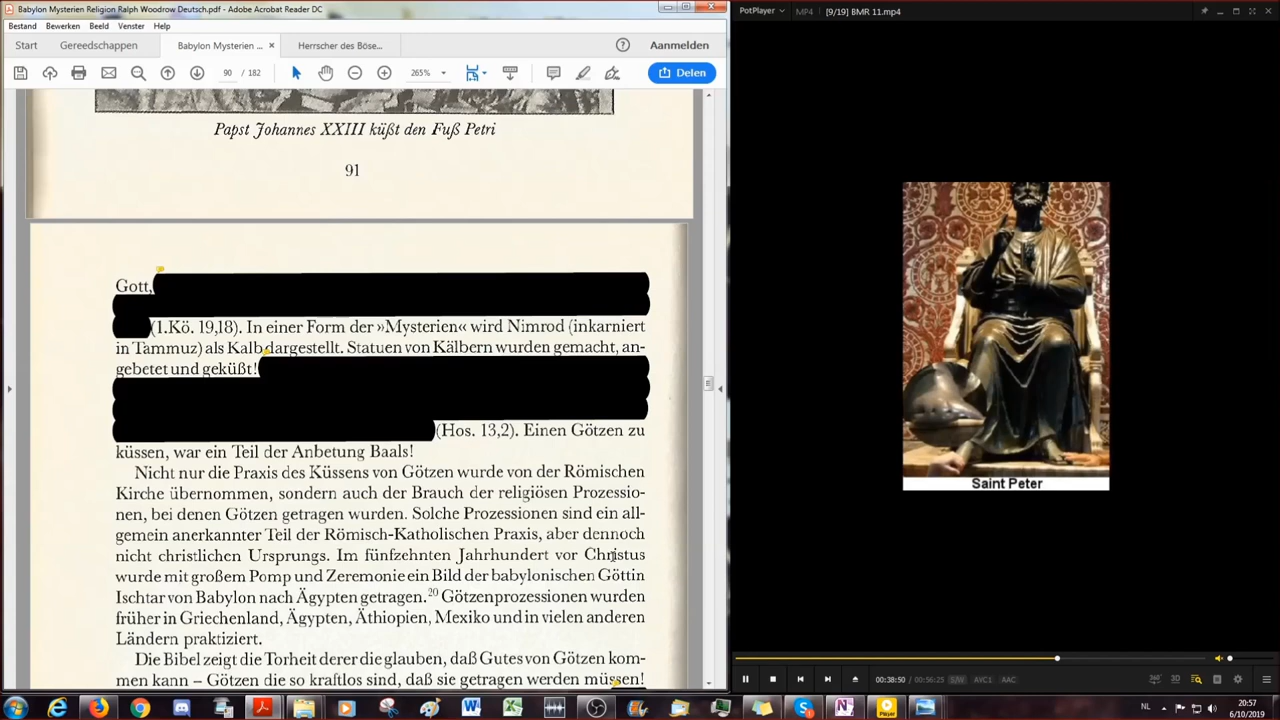 Babylon Mysterien Religion Ralph Woodrow Deutsch.pdf - Adobe Acrobat Reader DC
Bestand Bewerken Beeld Venster Help
Start Gereedschappen Babylon Mysterien ... × Herrscher des Böse... Aanmelden
90 / 182 265% Delen
Papst Johannes XXIII küßt den Fuß Petri
91
Gott,
(1.Kö. 19,18). In einer Form der »Mysterien« wird Nimrod (inkarniert
in Tammuz) als Kalb dargestellt. Statuen von Kälbern wurden gemacht, an-
gebetet und geküßt!
(Hos. 13,2). Einen Götzen zu
küssen, war ein Teil der Anbetung Baals!
Nicht nur die Praxis des Küssens von Götzen wurde von der Römischen
Kirche übernommen, sondern auch der Brauch der religiösen Prozessio-
nen, bei denen Götzen getragen wurden. Solche Prozessionen sind ein all-
gemein anerkannter Teil der Römisch-Katholischen Praxis, aber dennoch
nicht christlichen Ursprungs. Im fünfzehnten Jahrhundert vor Christus
wurde mit großem Pomp und Zeremonie ein Bild der babylonischen Göttin
Ischtar von Babylon nach Ägypten getragen.20 Götzenprozessionen wurden
früher in Griechenland, Ägypten, Äthiopien, Mexiko und in vielen anderen
Ländern praktiziert.
Die Bibel zeigt die Torheit derer die glauben, daß Gutes von Götzen kom-
men kann – Götzen die so kraftlos sind, daß sie getragen werden müssen!
PotPlayer MP4 [9/19] BMR 11.mp4
Saint Peter
00:38:50 / 00:56:25 S/W AVC1 AAC
NL 20:57
6/10/2019